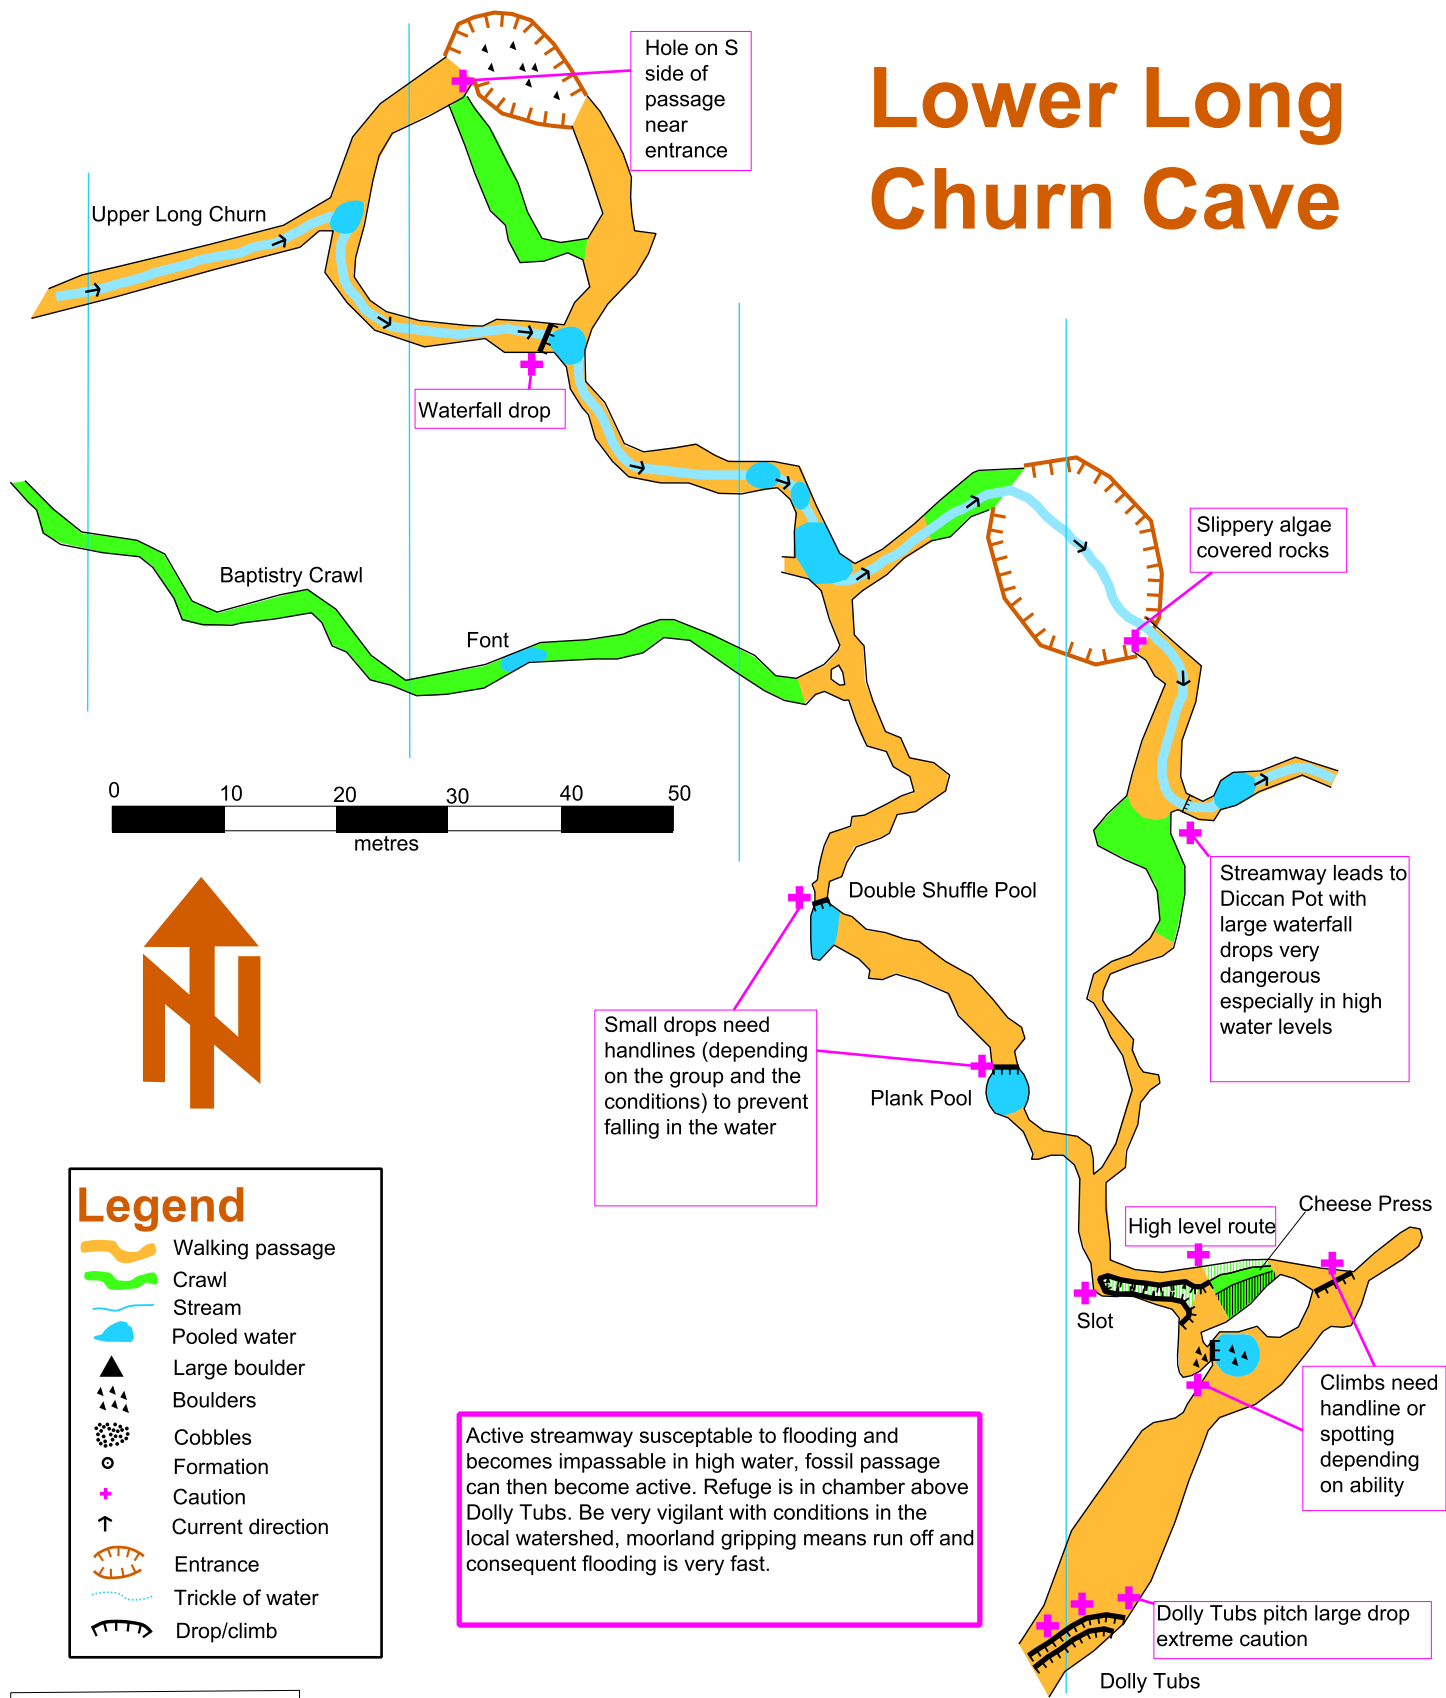 Lower Long
Churn Cave
Hole on S
side of
passage
near
entrance
Upper Long Churn
Waterfall drop
Slippery algae
covered rocks
Baptistry Crawl
Font
0 10 20 30 40 50
metres
Double Shuffle Pool
Streamway leads to
Diccan Pot with
large waterfall
drops very
dangerous
especially in high
water levels
Small drops need
handlines (depending
on the group and the
conditions) to prevent
falling in the water
Plank Pool
N
Cheese Press
High level route
Slot
Climbs need
handline or
spotting
depending
on ability
Legend
Walking passage
Crawl
Stream
Pooled water
Large boulder
Boulders
Cobbles
Formation
Caution
Current direction
Entrance
Trickle of water
Drop/climb
Active streamway susceptable to flooding and
becomes impassable in high water, fossil passage
can then become active. Refuge is in chamber above
Dolly Tubs. Be very vigilant with conditions in the
local watershed, moorland gripping means run off and
consequent flooding is very fast.
Dolly Tubs pitch large drop
extreme caution
Dolly Tubs